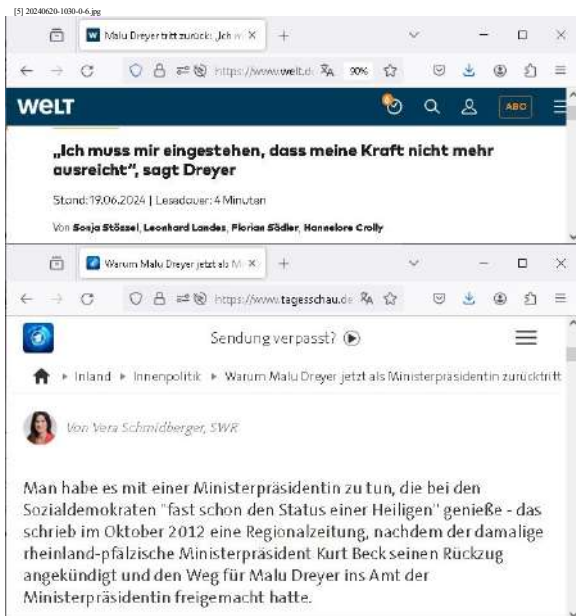 [5] 20240620-1030-0-6.jpg
Malu Dreyer tritt zurück: „Ich m
https://www.welt.d 90%
welt ABO
„Ich muss mir eingestehen, dass meine Kraft nicht mehr
ausreicht“, sagt Dreyer
Stand: 19.06.2024 | Lesedauer: 4 Minuten
Von Sonja Stössel, Leonhard Landes, Florian Sädler, Hannelore Crolly
Warum Malu Dreyer jetzt als M
https://www.tagesschau.de
Sendung verpasst?
Inland Innenpolitik Warum Malu Dreyer jetzt als Ministerpräsidentin zurücktritt
Von Vera Schmidberger, SWR
Man habe es mit einer Ministerpräsidentin zu tun, die bei den
Sozialdemokraten "fast schon den Status einer Heiligen" genieße - das
schrieb im Oktober 2012 eine Regionalzeitung, nachdem der damalige
rheinland-pfälzische Ministerpräsident Kurt Beck seinen Rückzug
angekündigt und den Weg für Malu Dreyer ins Amt der
Ministerpräsidentin freigemacht hatte.